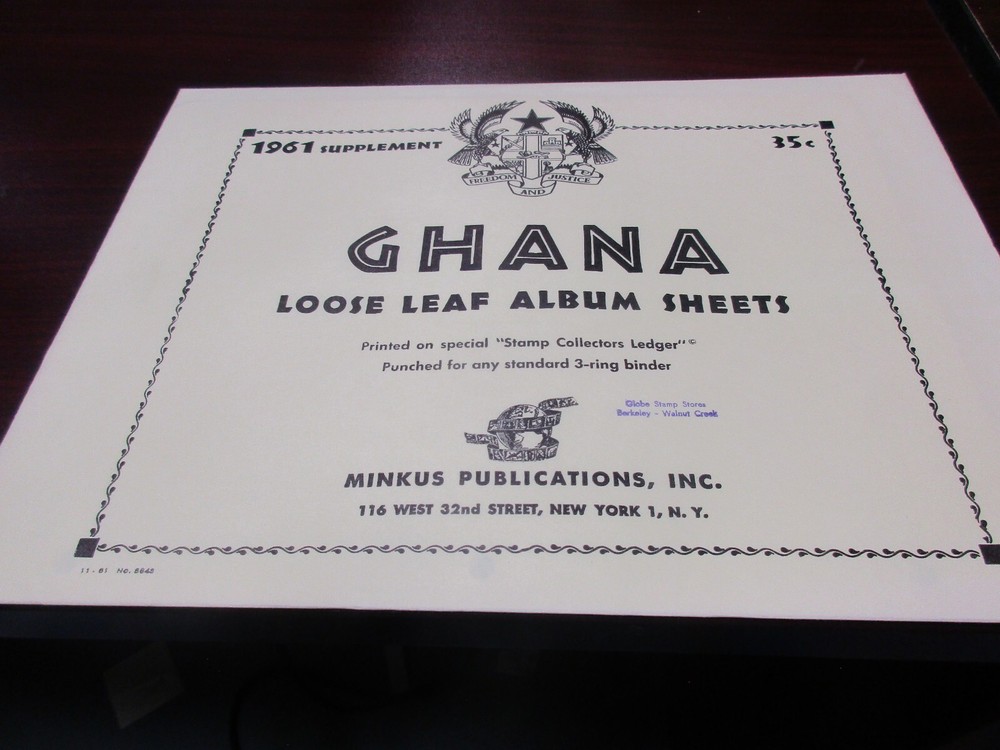 1961 SUPPLEMENT
35c
FREEDOM AND JUSTICE
GHANA
LOOSE LEAF ALBUM SHEETS
Printed on special "Stamp Collectors Ledger"©
Punched for any standard 3-ring binder
Globe Stamp Stores
Berkeley - Walnut Creek
MINKUS PUBLICATIONS, INC.
116 WEST 32nd STREET, NEW YORK 1, N. Y.
11 - 61 No.